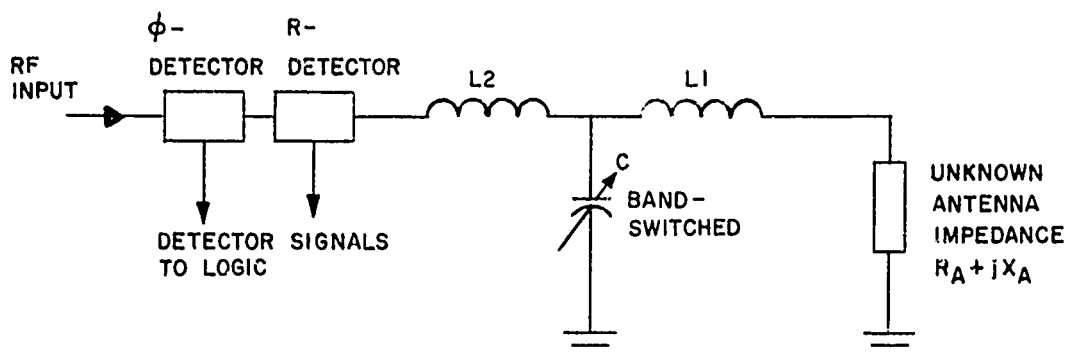 ϕ-
DETECTOR
R-
DETECTOR
RF
INPUT
L2
L1
C
BAND-
SWITCHED
UNKNOWN
ANTENNA
IMPEDANCE
RA+jXA
DETECTOR SIGNALS
TO LOGIC